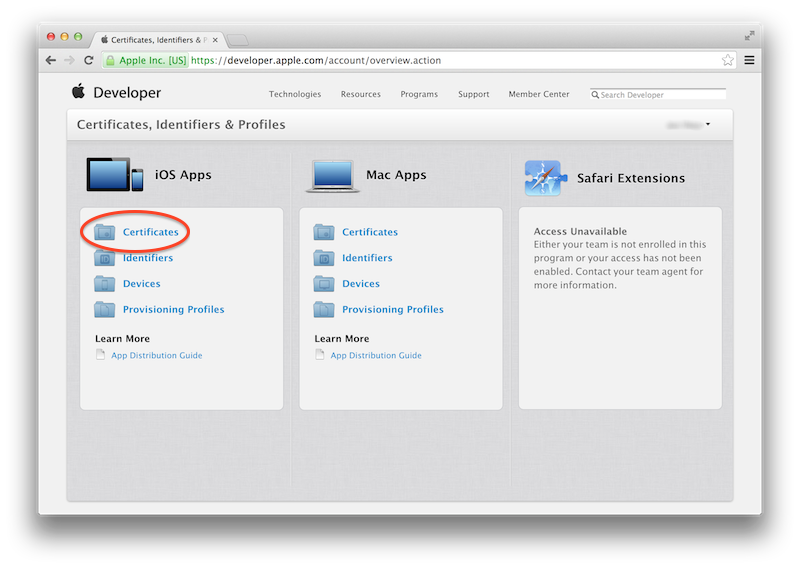 Certificates, Identifiers & P
Apple Inc. [US] https://developer.apple.com/account/overview.action
Developer
Technologies Resources Programs Support Member Center Search Developer
Certificates, Identifiers & Profiles
iOS Apps
Certificates
Identifiers
Devices
Provisioning Profiles
Learn More
App Distribution Guide
Mac Apps
Certificates
Identifiers
Devices
Provisioning Profiles
Learn More
App Distribution Guide
Safari Extensions
Access Unavailable
Either your team is not enrolled in this
program or your access has not been
enabled. Contact your team agent for
more information.